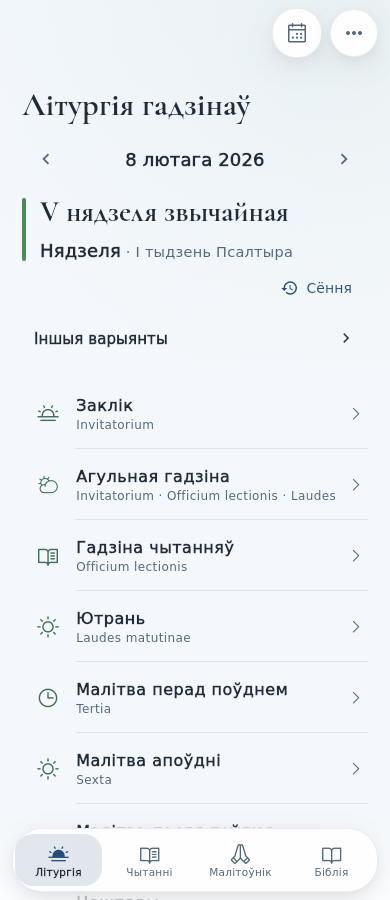 Літургія гадзінаў
8 лютага 2026
V нядзеля звычайная
Нядзеля · I тыдзень Псалтыра
Сёння
Іншыя варыянты
Заклік
Invitatorium
Агульная гадзіна
Invitatorium · Officium lectionis · Laudes
Гадзіна чытанняў
Officium lectionis
Ютрань
Laudes matutinae
Малітва перад поўднем
Tertia
Малітва апоўдні
Sexta
Літургія
Чытанні
Малітоўнік
Біблія